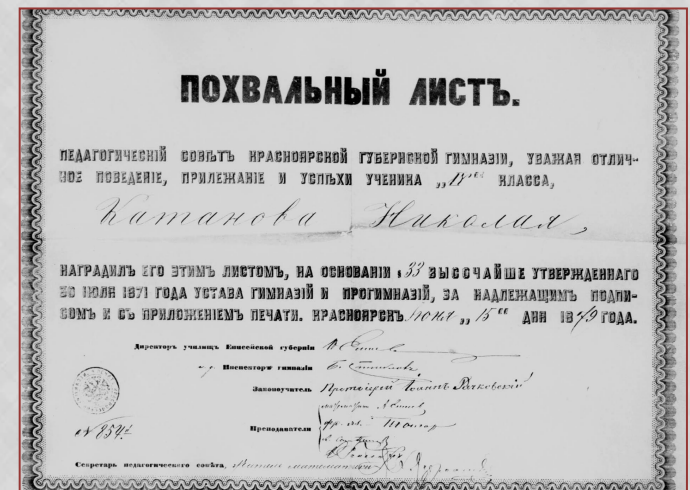 ПОХВАЛЬНЫЙ ЛИСТЪ.
ПЕДАГОГИЧЕСКІЙ СОВѢТЪ КРАСНОЯРСКОЙ ГУБЕРНСКОЙ ГИМНАЗІИ, УВАЖАЯ ОТЛИЧ-
НОЕ ПОВЕДЕНІЕ, ПРИЛЕЖАНІЕ И УСПѢХИ УЧЕНИКА КЛАССА,
Катанова Николая,
НАГРАДИЛЪ ЕГО ЭТИМЪ ЛИСТОМЪ, НА ОСНОВАНІИ § 33 ВЫСОЧАЙШЕ УТВЕРЖДЕННАГО
30 ІЮЛЯ 1871 ГОДА УСТАВА ГИМНАЗІЙ И ПРОГИМНАЗІЙ, ЗА НАДЛЕЖАЩИМЪ ПОДПИ-
СОМЪ И СЪ ПРИЛОЖЕНІЕМЪ ПЕЧАТИ. КРАСНОЯРСКЪ Іюня „ 15 ДНЯ 1879 ГОДА.
Директоръ училищъ Енисейской губерніи
Инспекторъ гимназіи
Законоучитель Протоіерей Іоаннъ Рачковскій
Преподаватели
№ 854
Секретарь педагогическаго совѣта,